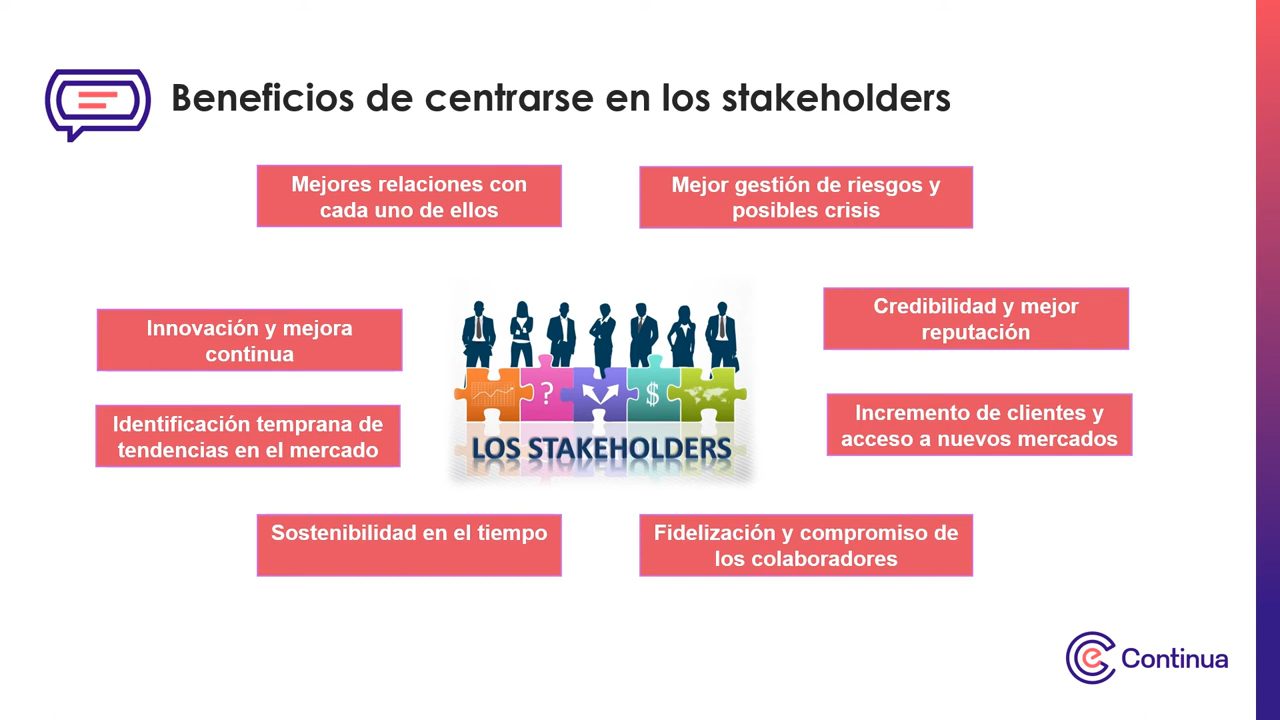 Beneficios de centrarse en los stakeholders
Mejores relaciones con
cada uno de ellos
Mejor gestión de riesgos y
posibles crisis
Innovación y mejora
continua
Credibilidad y mejor
reputación
Identificación temprana de
tendencias en el mercado
Incremento de clientes y
acceso a nuevos mercados
? $
LOS STAKEHOLDERS
Sostenibilidad en el tiempo
Fidelización y compromiso de
los colaboradores
e Continua